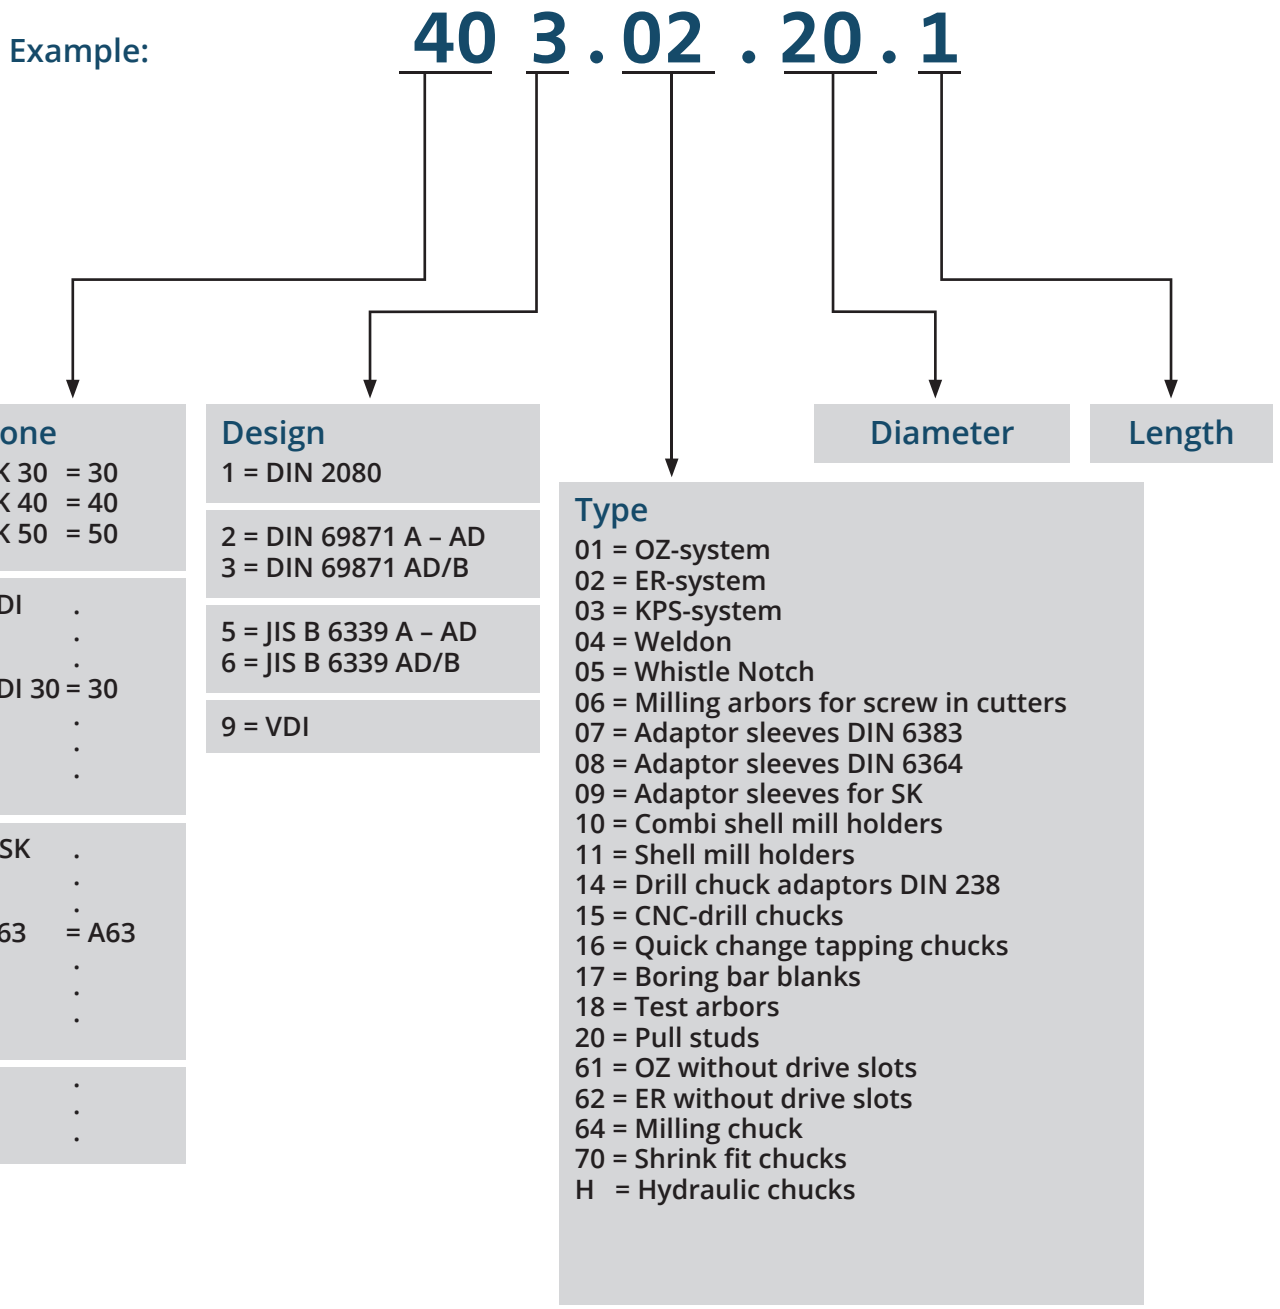 Example:
40 3 . 02 . 20 . 1
one
K 30 = 30
K 40 = 40
K 50 = 50
DI .
.
.
DI 30 = 30
.
.
.
SK .
.
.
63 = A63
.
.
.
.
.
.
Design
1 = DIN 2080
2 = DIN 69871 A – AD
3 = DIN 69871 AD/B
5 = JIS B 6339 A – AD
6 = JIS B 6339 AD/B
9 = VDI
Type
01 = OZ-system
02 = ER-system
03 = KPS-system
04 = Weldon
05 = Whistle Notch
06 = Milling arbors for screw in cutters
07 = Adaptor sleeves DIN 6383
08 = Adaptor sleeves DIN 6364
09 = Adaptor sleeves for SK
10 = Combi shell mill holders
11 = Shell mill holders
14 = Drill chuck adaptors DIN 238
15 = CNC-drill chucks
16 = Quick change tapping chucks
17 = Boring bar blanks
18 = Test arbors
20 = Pull studs
61 = OZ without drive slots
62 = ER without drive slots
64 = Milling chuck
70 = Shrink fit chucks
H = Hydraulic chucks
Diameter
Length